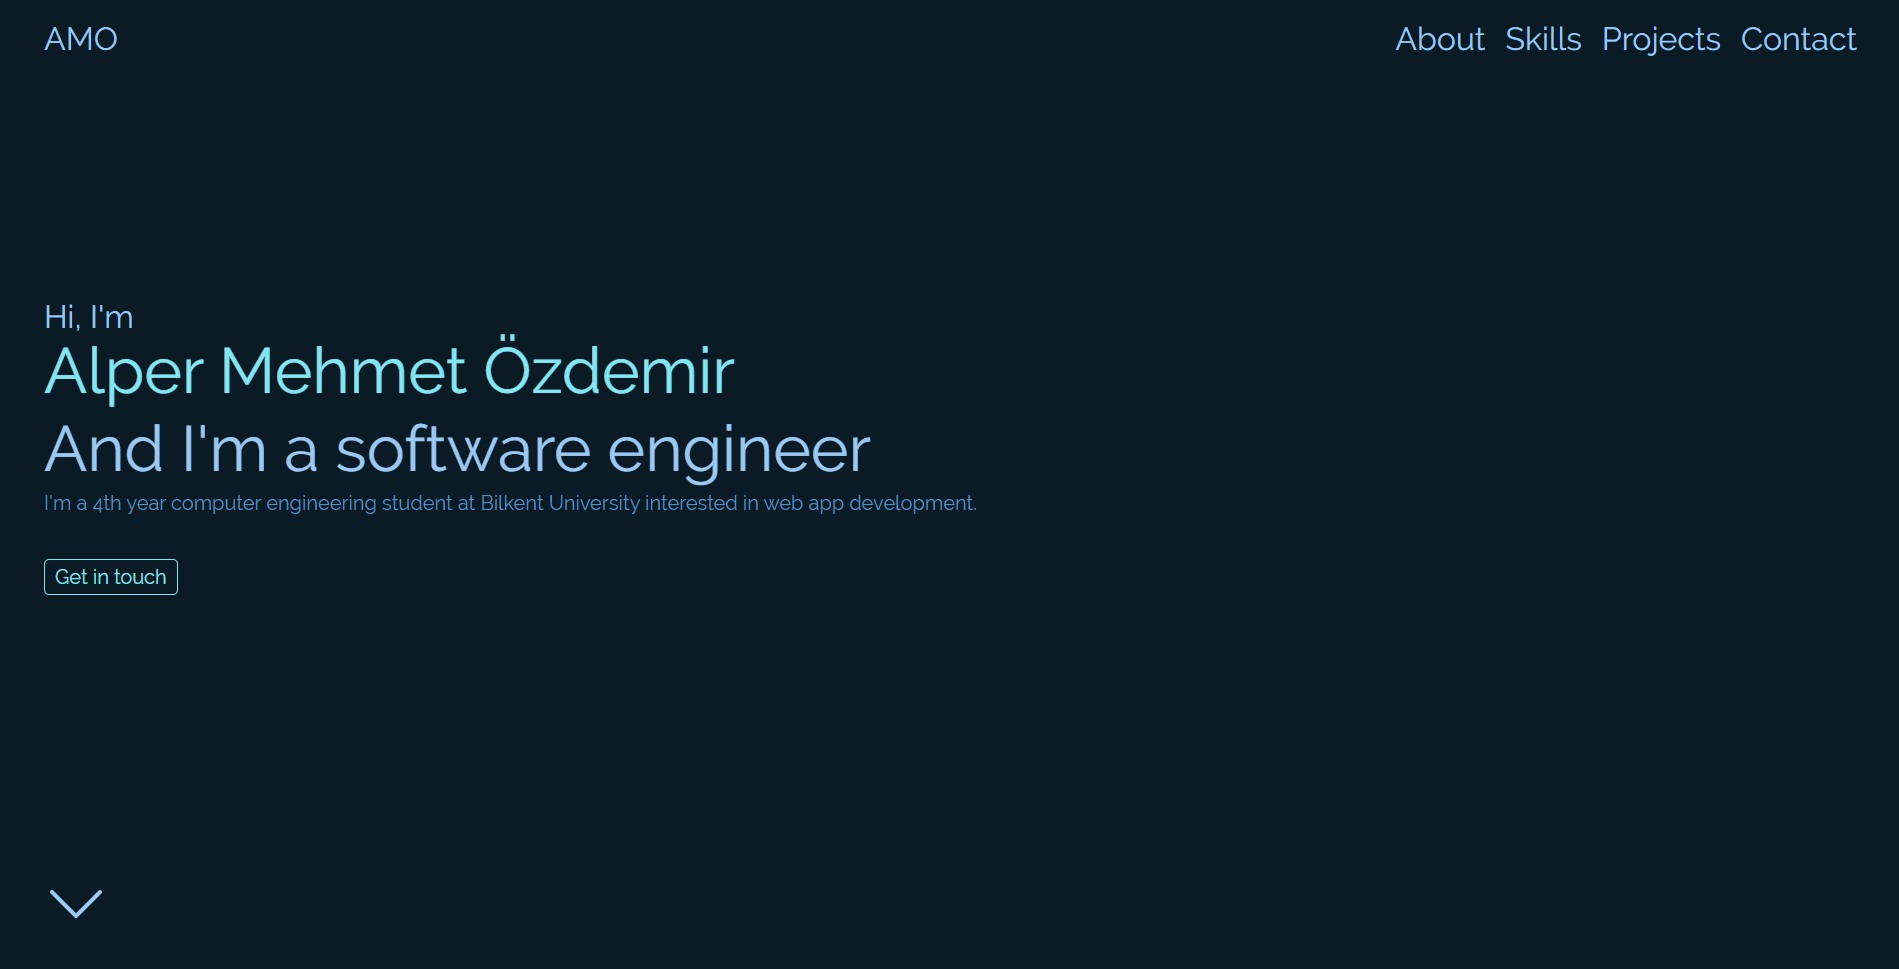 AMO
About Skills Projects Contact
Hi, I'm
Alper Mehmet Özdemir
And I'm a software engineer
I'm a 4th year computer engineering student at Bilkent University interested in web app development.
Get in touch